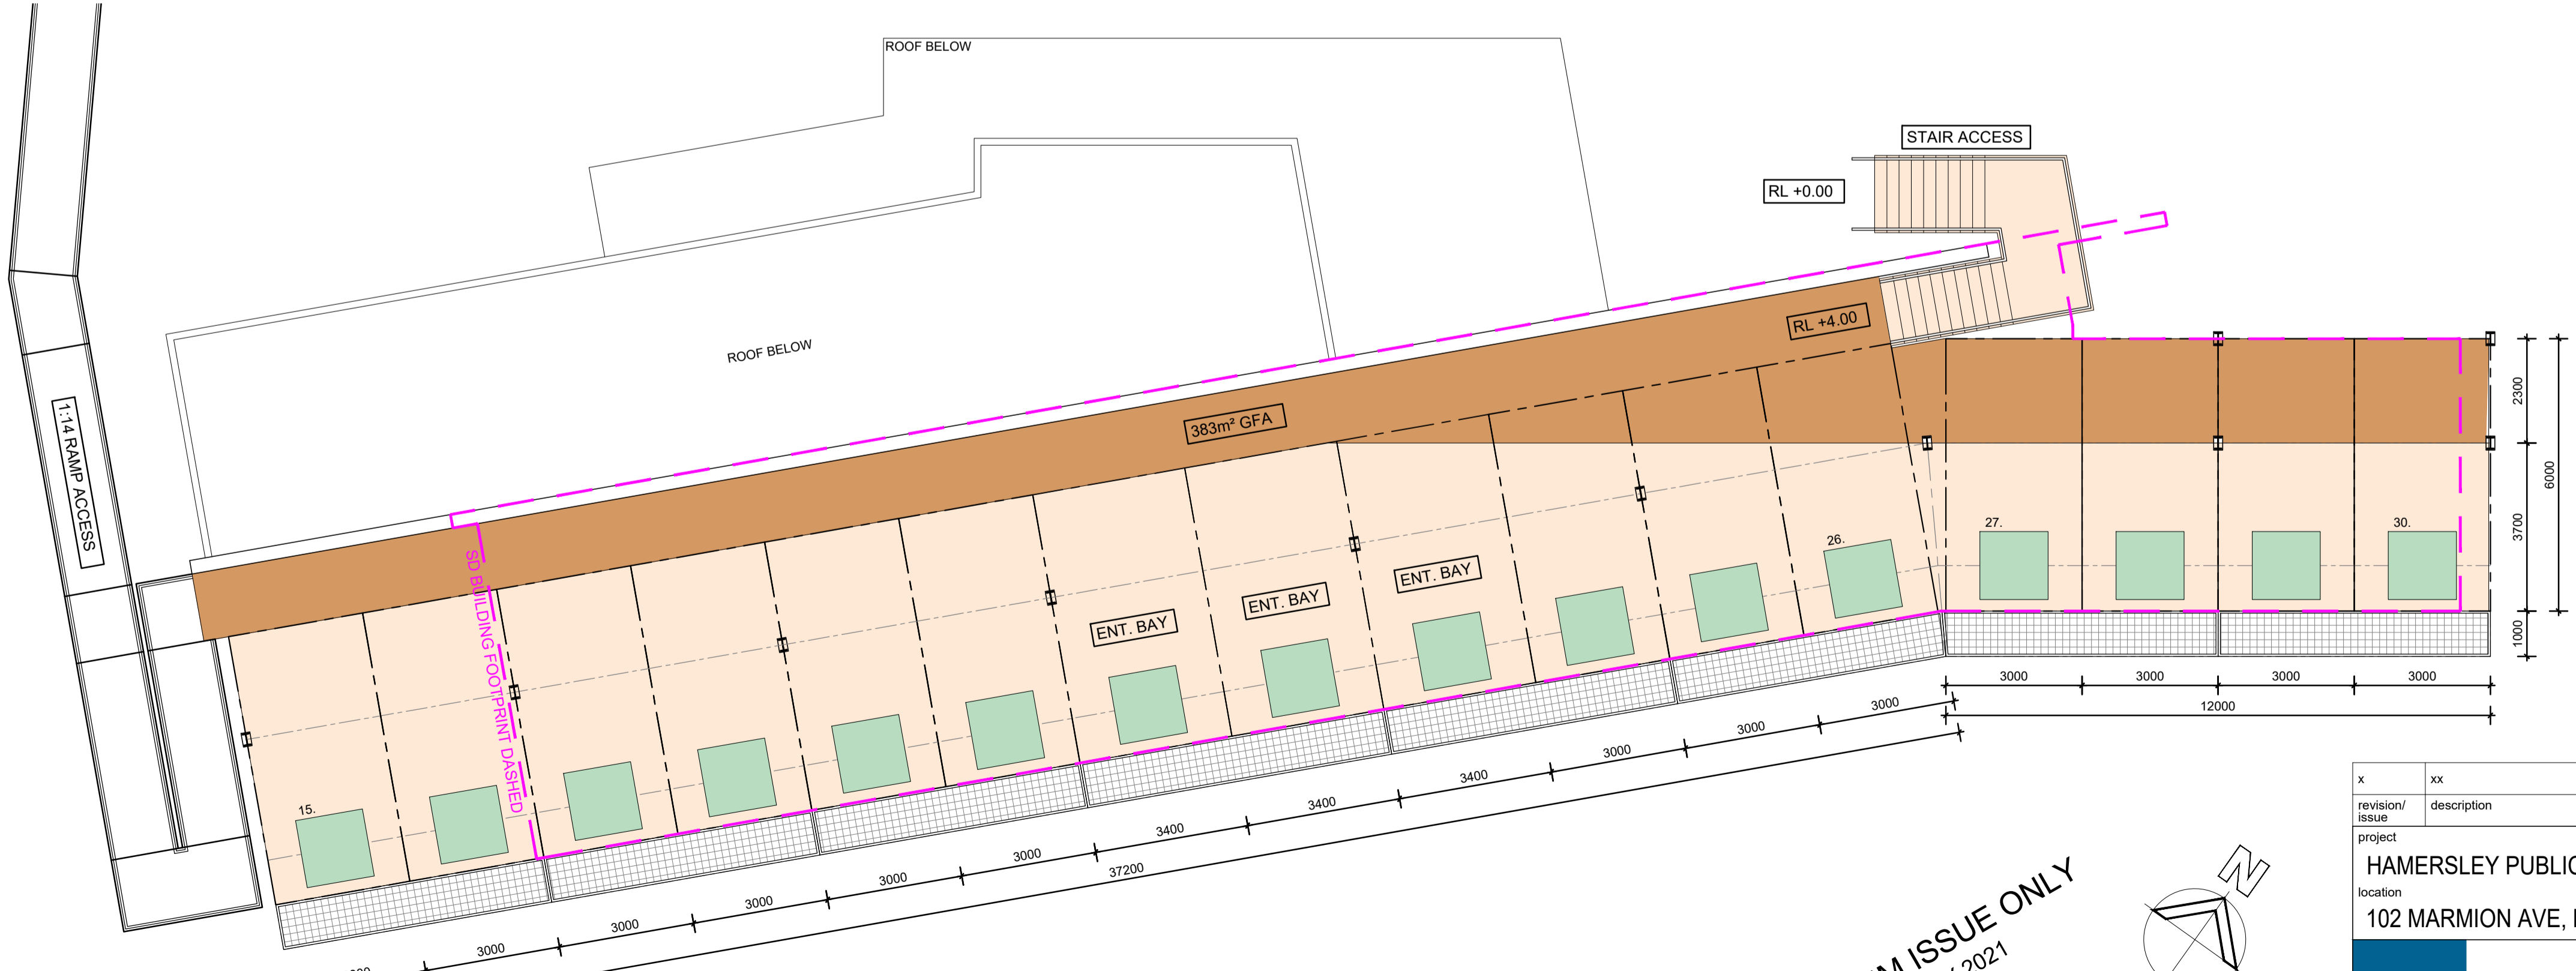 ROOF BELOW
STAIR ACCESS
RL +0.00
RL +4.00
ROOF BELOW
1:14 RAMP ACCESS
383m² GFA
2300
6000
3700
1000
SD BUILDING FOOTPRINT DASHED
ENT. BAY
ENT. BAY
ENT. BAY
15.
26.
27.
30.
3000
3000
3000
3000
12000
3000
3000
3000
3400
3400
3400
3000
3000
3000
3000
3000
37200
ISSUE ONLY
2021
N
x
xx
revision/
issue
description
project
HAMERSLEY PUBLIC
location
102 MARMION AVE,